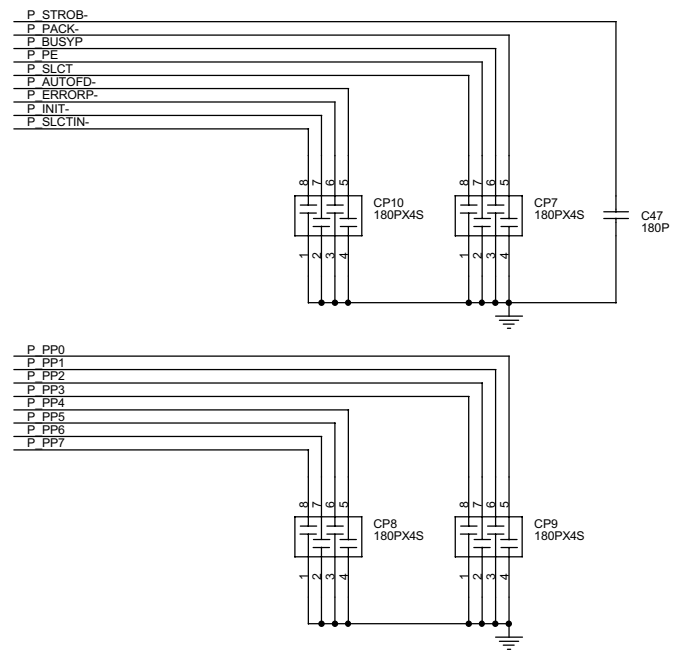 P_STROB-
P_PACK-
P_BUSYP
P_PE
P_SLCT
P_AUTOFD-
P_ERRORP-
P_INIT-
P_SLCTIN-
8 7 6 5
8 7 6 5
CP10
180PX4S
CP7
180PX4S
C47
180P
1 2 3 4
1 2 3 4
P_PP0
P_PP1
P_PP2
P_PP3
P_PP4
P_PP5
P_PP6
P_PP7
8 7 6 5
8 7 6 5
CP8
180PX4S
CP9
180PX4S
1 2 3 4
1 2 3 4